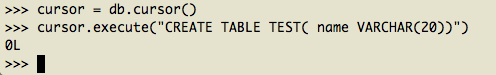 >>> cursor = db.cursor()
>>> cursor.execute("CREATE TABLE TEST( name VARCHAR(20))")
0L
>>>